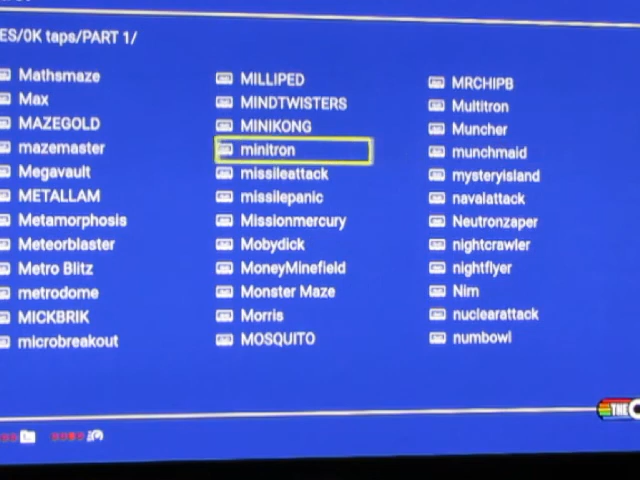 ES/0K taps/PART 1/
Mathsmaze
Max
MAZEGOLD
mazemaster
Megavault
METALLAM
Metamorphosis
Meteorblaster
Metro Blitz
metrodome
MICKBRIK
microbreakout
MILLIPED
MINDTWISTERS
MINIKONG
minitron
missileattack
missilepanic
Missionmercury
Mobydick
MoneyMinefield
Monster Maze
Morris
MOSQUITO
MRCHIPB
Multitron
Muncher
munchmaid
mysteryisland
navalattack
Neutronzaper
nightcrawler
nightflyer
Nim
nuclearattack
numbowl
THE